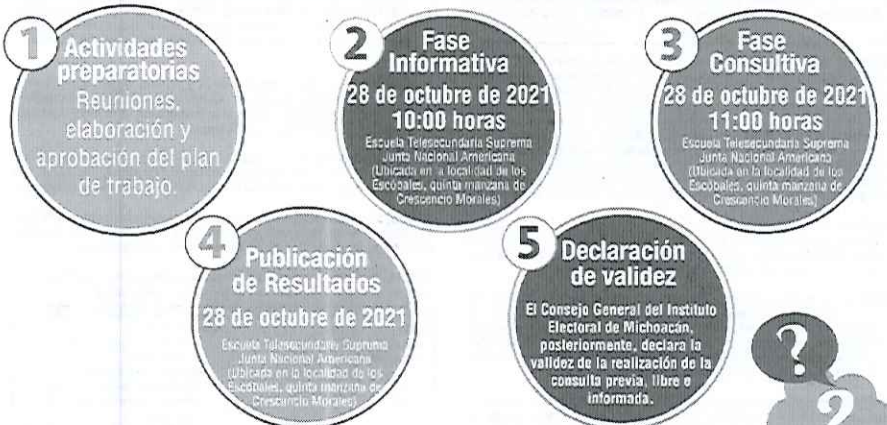 1
Actividades
preparatorias
Reuniones,
elaboración y
aprobación del plan
de trabajo.
2
Fase
Informativa
28 de octubre de 2021
10:00 horas
Escuela Telesecundaria Suprema
Junta Nacional Americana
(Ubicada en la localidad de los
Escóbales, quinta manzana de
Crescencio Morales)
3
Fase
Consultiva
28 de octubre de 2021
11:00 horas
Escuela Telesecundaria Suprema
Junta Nacional Americana
(Ubicada en la localidad de los
Escóbales, quinta manzana de
Crescencio Morales)
4
Publicación
de Resultados
28 de octubre de 2021
Escuela Telesecundaria Suprema
Junta Nacional Americana
(Ubicada en la localidad de los
Escóbales, quinta manzana de
Crescencio Morales)
5
Declaración
de validez
El Consejo General del Instituto
Electoral de Michoacán,
posteriormente, declara la
validez de la realización de la
consulta previa, libre e
informada.
?
?